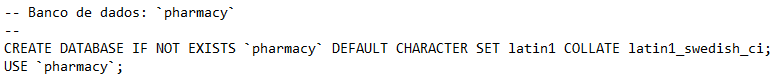 -- Banco de dados: `pharmacy`
--
CREATE DATABASE IF NOT EXISTS `pharmacy` DEFAULT CHARACTER SET latin1 COLLATE latin1_swedish_ci;
USE `pharmacy`;